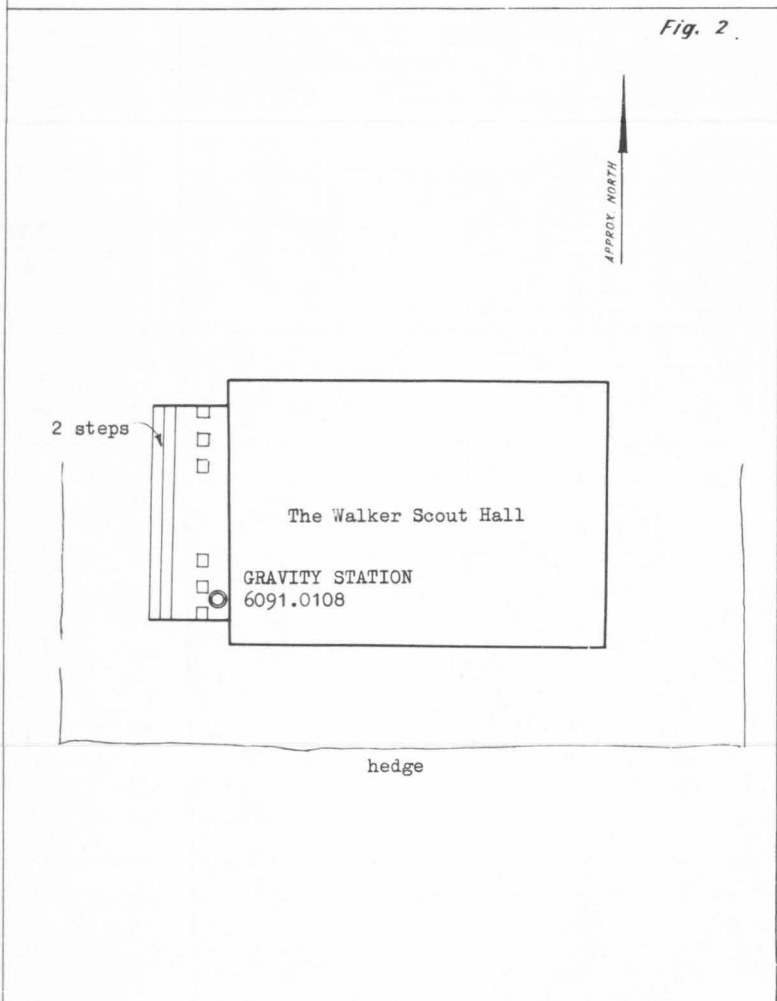 Fig. 2.
APPROX. NORTH
2 steps
The Walker Scout Hall
GRAVITY STATION
6091.0108
hedge